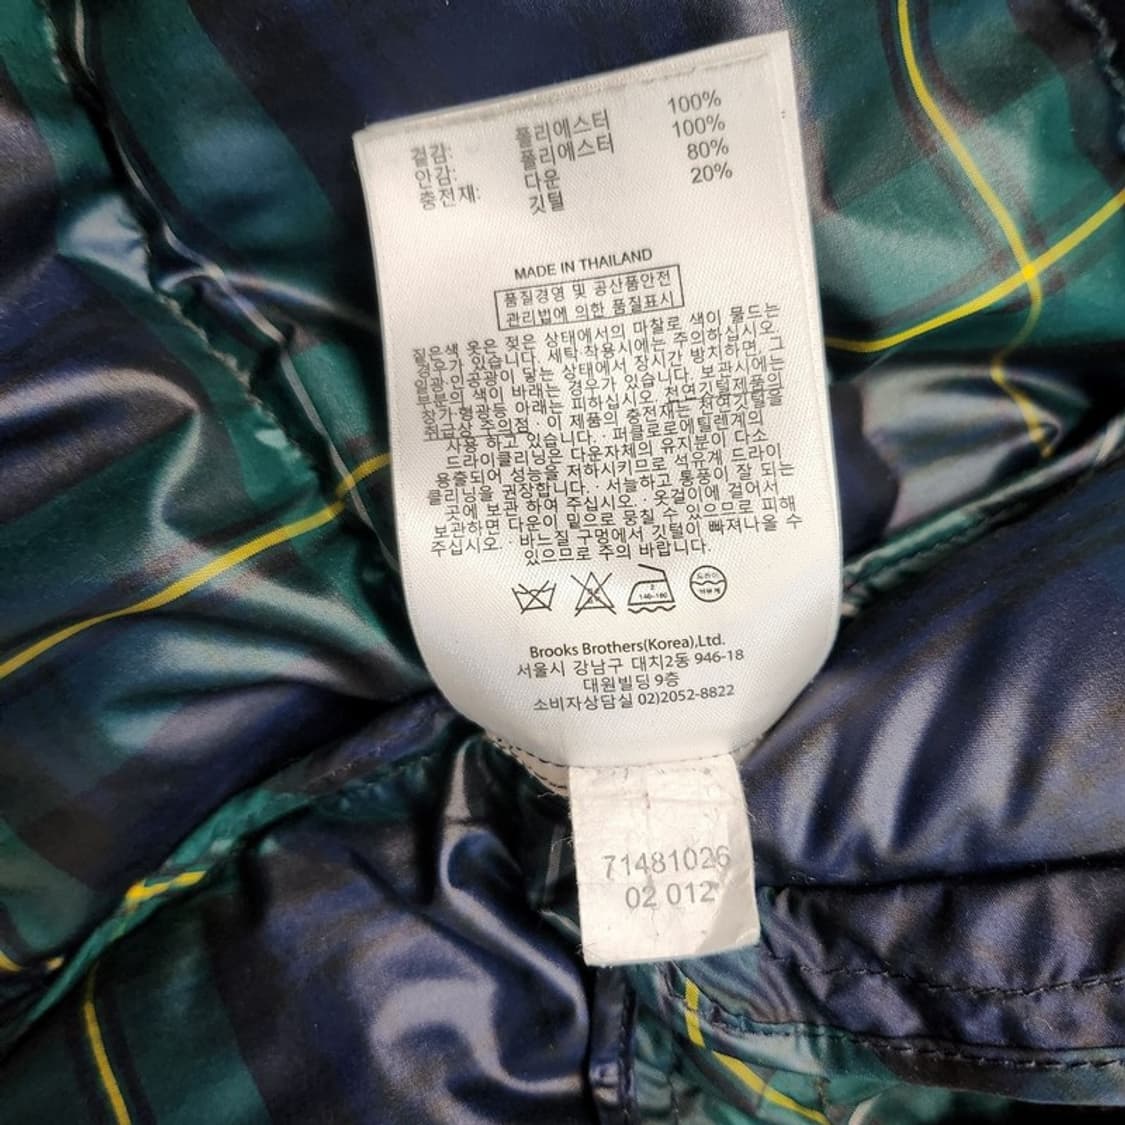 겉감: 폴리에스터 100%
안감: 폴리에스터 100%
충전재: 다운 80%
깃털 20%
MADE IN THAILAND
품질경영 및 공산품안전
관리법에 의한 품질표시
짙은색 옷은 젖은 상태에서의 마찰로 색이 물드는
경우가 있습니다. 세탁·착용시에는 주의하십시오.
일광 인공광이 닿는 상태에서 장시간 방치하면, 그
부분의 색이 바래는 경우가 있습니다. 보관시에는
형광등 아래는 피하십시오. 천연깃털제품의
취급상 주의점 · 이 제품의 충전재는 천연깃털을
사용하고 있습니다. · 퍼클로로에틸렌계의
드라이클리닝은 다운자체의 유지분이 다소
용출되어 성능을 저하시키므로 석유계 드라이
클리닝을 권장합니다. · 서늘하고 통풍이 잘 되는
곳에 보관 하여 주십시오. · 옷걸이에 걸어서
보관하면 다운이 밑으로 뭉칠 수 있으므로 피해
주십시오. · 바느질 구멍에서 깃털이 빠져나올 수
있으므로 주의 바랍니다.
2
140~160
드라이
석유계
Brooks Brothers(Korea),Ltd.
서울시 강남구 대치2동 946-18
대원빌딩 9층
소비자상담실 02)2052-8822
71481026
02 012